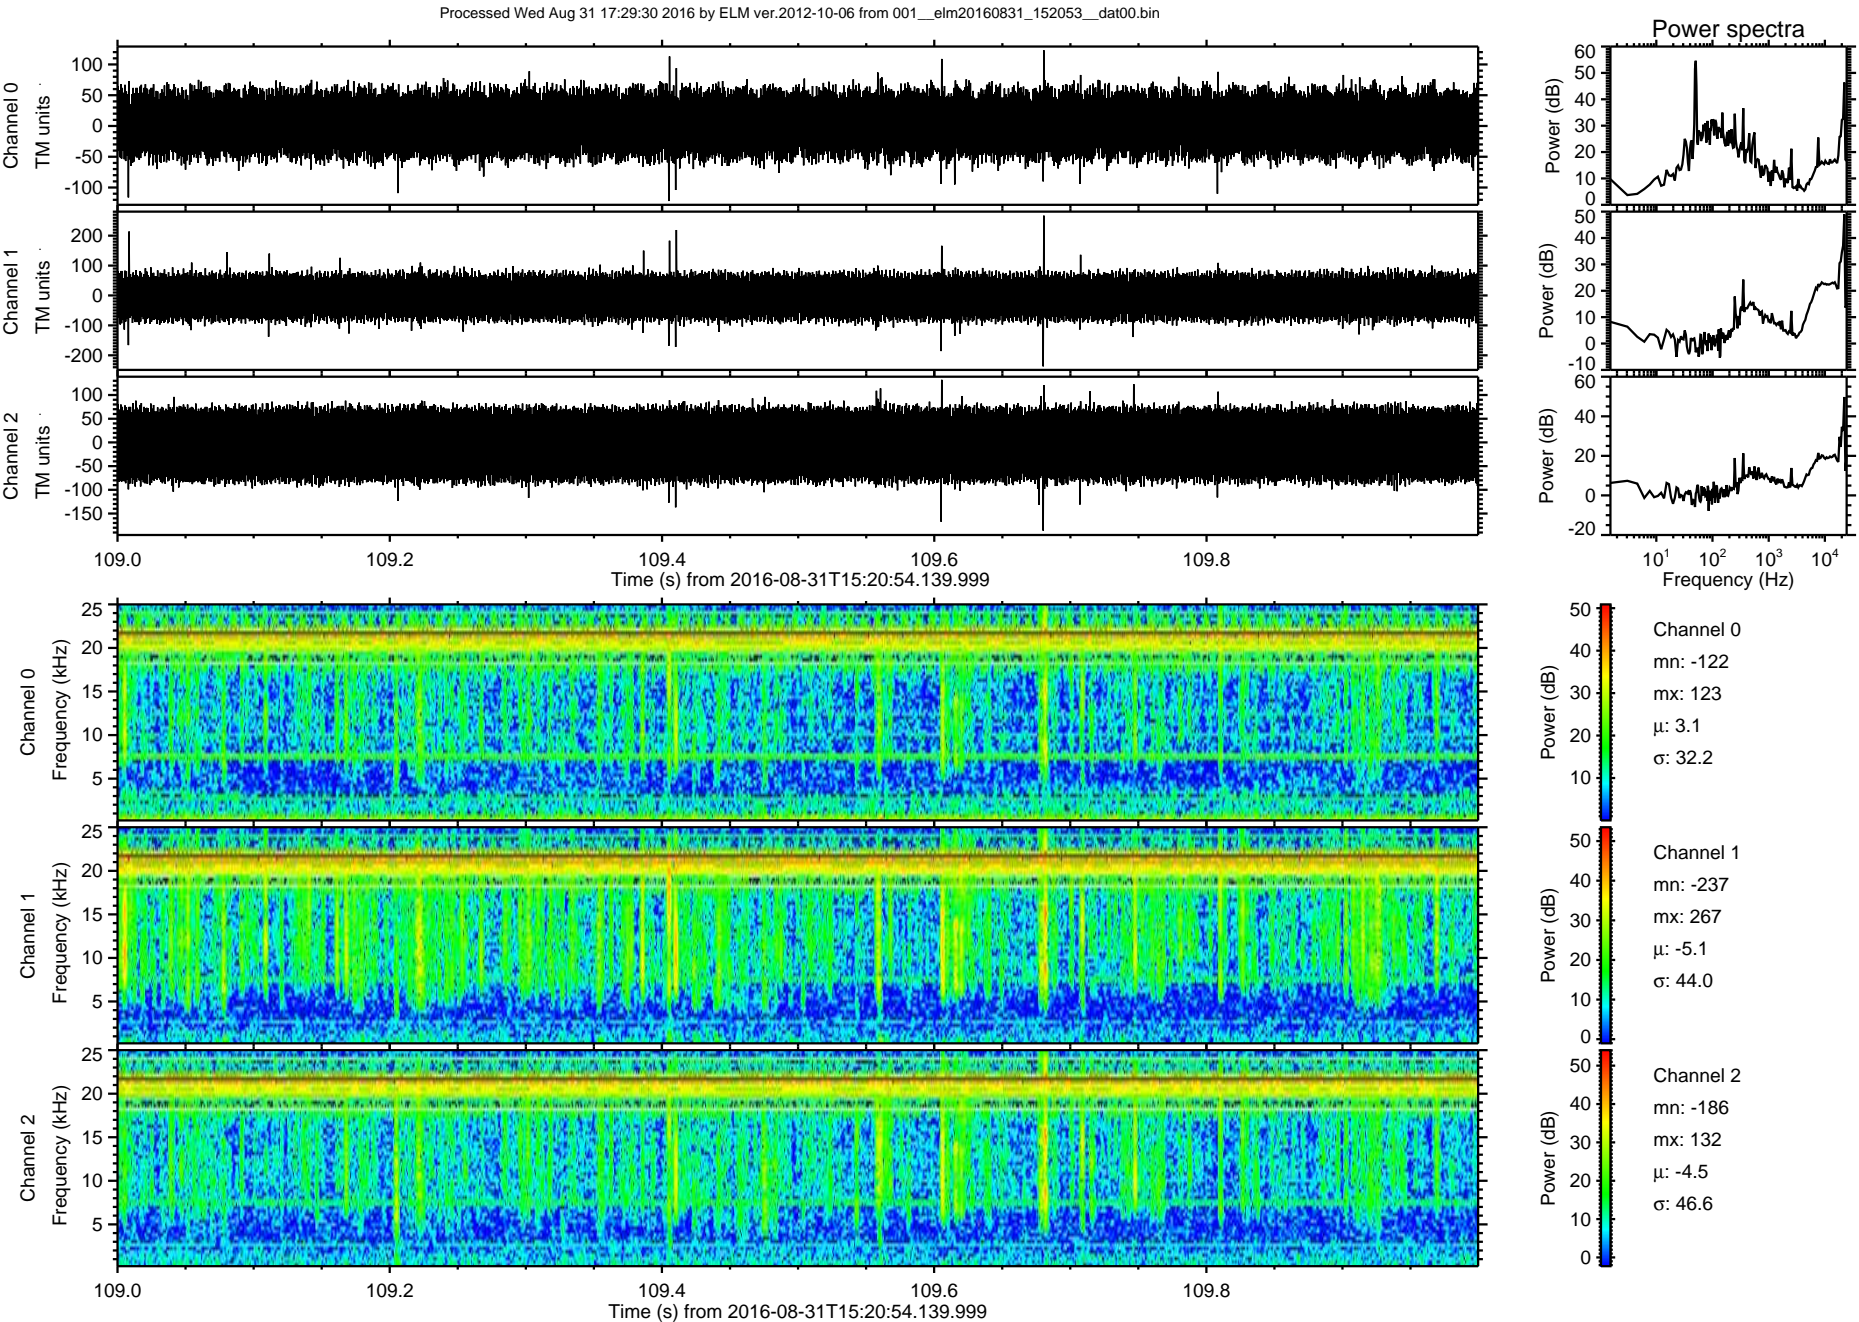 Processed Wed Aug 31 17:29:30 2016 by ELM ver.2012-10-06 from 001__elm20160831_152053__dat00.bin
Power spectra
Channel 0
TM units
100
50
0
-50
-100
Power (dB)
60
50
40
30
20
10
0
Channel 1
TM units
200
100
0
-100
-200
Power (dB)
50
40
30
20
10
0
-10
Channel 2
TM units
100
50
0
-50
-100
-150
Power (dB)
60
40
20
0
-20
109.0 109.2 109.4 109.6 109.8
Time (s) from 2016-08-31T15:20:54.139.999
10¹ 10² 10³ 10⁴
Frequency (Hz)
Channel 0
Frequency (kHz)
25
20
15
10
5
Power (dB)
50
40
30
20
10
Channel 0
mn: -122
mx: 123
μ: 3.1
σ: 32.2
Channel 1
Frequency (kHz)
25
20
15
10
5
Power (dB)
50
40
30
20
10
0
Channel 1
mn: -237
mx: 267
μ: -5.1
σ: 44.0
Channel 2
Frequency (kHz)
25
20
15
10
5
Power (dB)
50
40
30
20
10
0
Channel 2
mn: -186
mx: 132
μ: -4.5
σ: 46.6
109.0 109.2 109.4 109.6 109.8
Time (s) from 2016-08-31T15:20:54.139.999